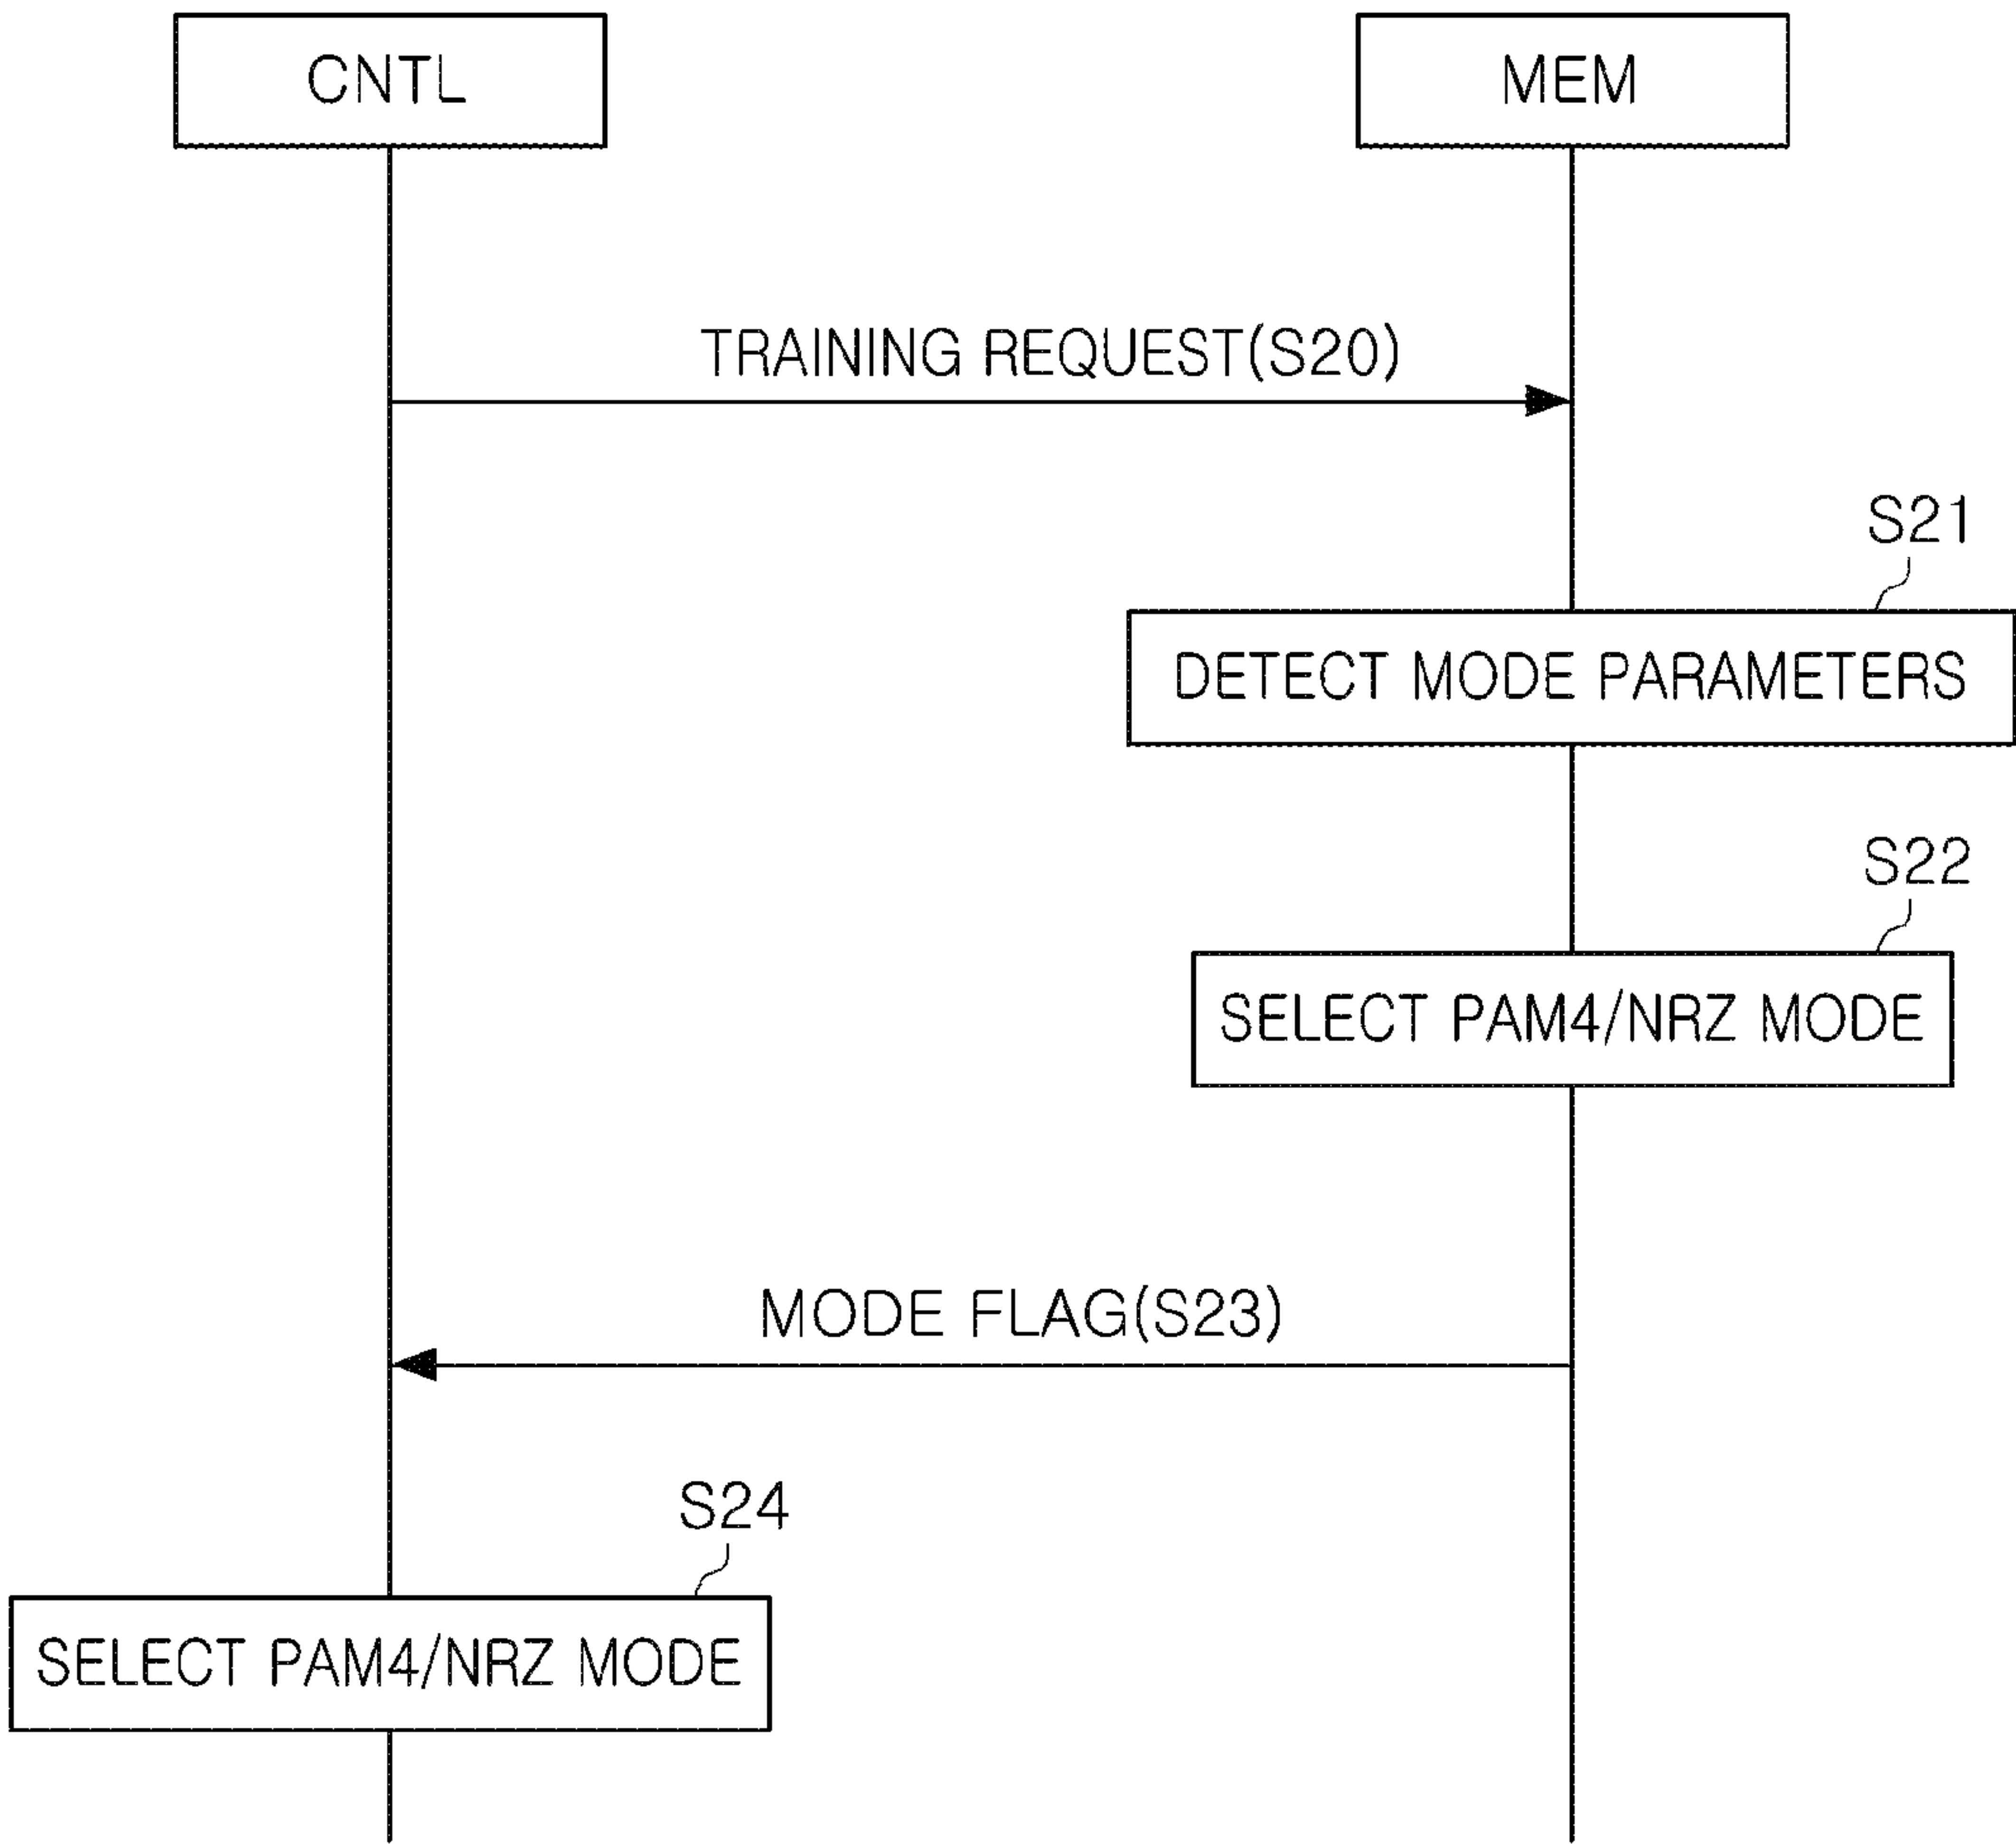 CNTL
MEM
TRAINING REQUEST(S20)
S21
DETECT MODE PARAMETERS
S22
SELECT PAM4/NRZ MODE
MODE FLAG(S23)
S24
SELECT PAM4/NRZ MODE